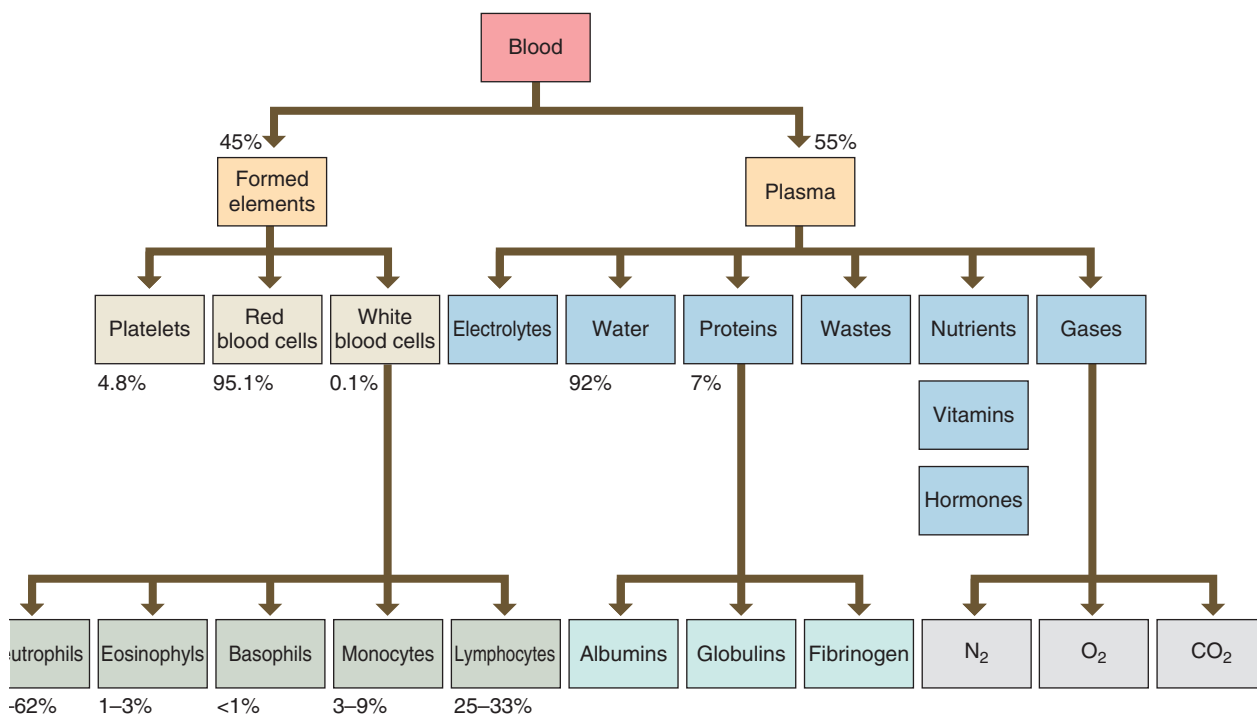 Blood
45%
55%
Formed
elements
Plasma
Platelets
Red
blood cells
White
blood cells
Electrolytes
Water
Proteins
Wastes
Nutrients
Gases
4.8%
95.1%
0.1%
92%
7%
Vitamins
Hormones
Eosinophyls
Basophils
Monocytes
Lymphocytes
Albumins
Globulins
Fibrinogen
N₂
O₂
CO₂
–62%
1–3%
<1%
3–9%
25–33%